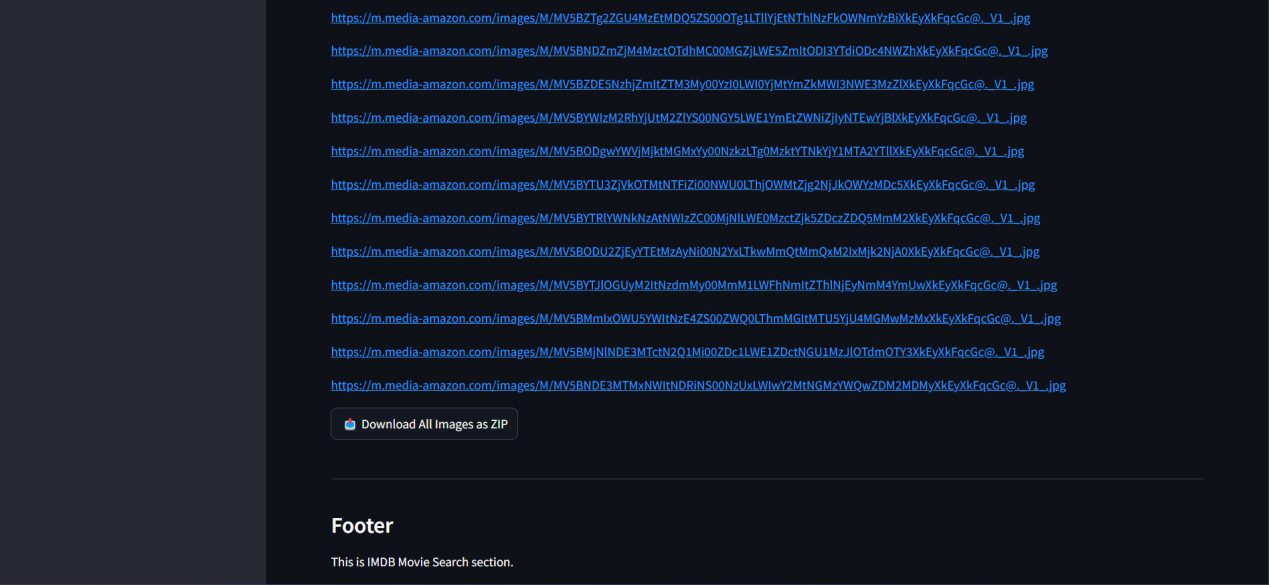 https://m.media-amazon.com/images/M/MV5BZTg2ZGU4MzEtMDQ5ZS00OTg1LTllYjEtNThlNzFkOWNmYzBiXkEyXkFqcGc@._V1_.jpg
https://m.media-amazon.com/images/M/MV5BNDZmZjM4MzctOTdhMC00MGZjLWE5ZmItODI3YTdiODc4NWZhXkEyXkFqcGc@._V1_.jpg
https://m.media-amazon.com/images/M/MV5BZDE5NzhjZmItZTM3My00YzI0LWI0YjMtYmZkMWI3NWE3MzZlXkEyXkFqcGc@._V1_.jpg
https://m.media-amazon.com/images/M/MV5BYWIzM2RhYjUtM2ZlYS00NGY5LWE1YmEtZWNiZjIyNTEwYjBlXkEyXkFqcGc@._V1_.jpg
https://m.media-amazon.com/images/M/MV5BODgwYWVjMjktMGMxYy00NzkzLTg0MzktYTNkYjY1MTA2YTllXkEyXkFqcGc@._V1_.jpg
https://m.media-amazon.com/images/M/MV5BYTU3ZjVkOTMtNTFiZi00NWU0LThjOWMtZjg2NjJkOWYzMDc5XkEyXkFqcGc@._V1_.jpg
https://m.media-amazon.com/images/M/MV5BYTRlYWNkNzAtNWIzZC00MjNlLWE0MzctZjk5ZDczZDQ5MmM2XkEyXkFqcGc@._V1_.jpg
https://m.media-amazon.com/images/M/MV5BODU2ZjEyYTEtMzAyNi00N2YxLTkwMmQtMmQxM2IxMjk2NjA0XkEyXkFqcGc@._V1_.jpg
https://m.media-amazon.com/images/M/MV5BYTJlOGUyM2ItNzdmMy00MmM1LWFhNmItZThlNjEyNmM4YmUwXkEyXkFqcGc@._V1_.jpg
https://m.media-amazon.com/images/M/MV5BMmIxOWU5YWItNzE4ZS00ZWQ0LThmMGItMTU5YjU4MGMwMzMxXkEyXkFqcGc@._V1_.jpg
https://m.media-amazon.com/images/M/MV5BMjNlNDE3MTctN2Q1Mi00ZDc1LWE1ZDctNGU1MzJlOTdmOTY3XkEyXkFqcGc@._V1_.jpg
https://m.media-amazon.com/images/M/MV5BNDE3MTMxNWItNDRiNS00NzUxLWIwY2MtNGMzYWQwZDM2MDMyXkEyXkFqcGc@._V1_.jpg
Download All Images as ZIP
Footer
This is IMDB Movie Search section.